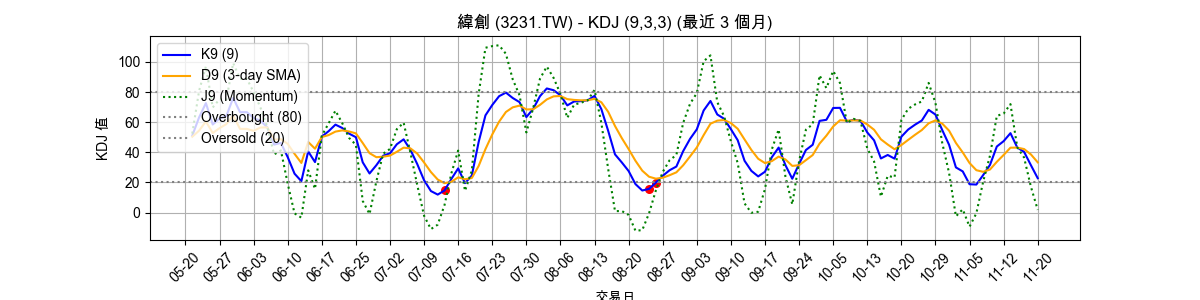 緯創 (3231.TW) - KDJ (9,3,3) (最近 3 個月)
K9 (9)
D9 (3-day SMA)
J9 (Momentum)
Overbought (80)
Oversold (20)
KDJ 值
100
80
60
40
20
0
05-20 05-27 06-03 06-10 06-17 06-25 07-02 07-09 07-16 07-23 07-30 08-06 08-13 08-20 08-27 09-03 09-10 09-17 09-24 10-05 10-13 10-20 10-29 11-05 11-12 11-20
交易日